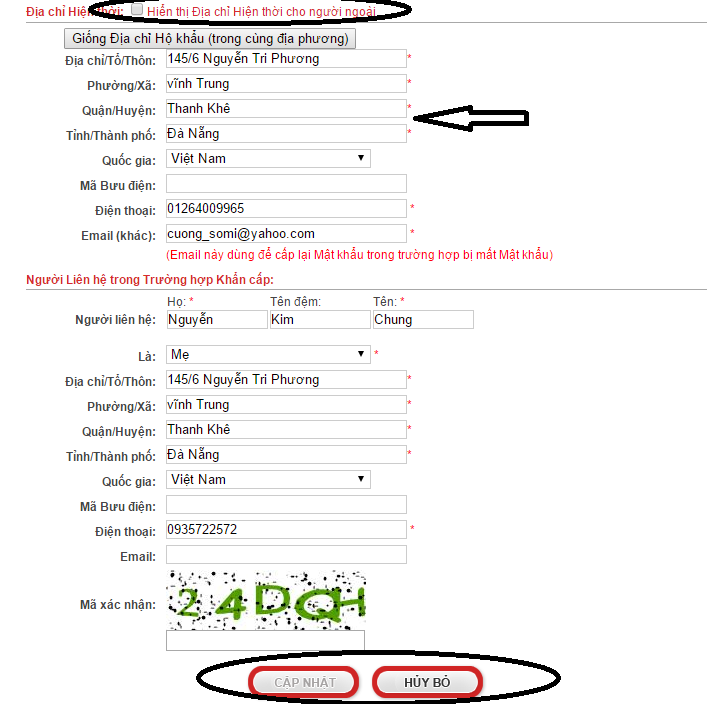 Địa chỉ Hiện thời: Hiển thị Địa chỉ Hiện thời cho người ngoài
Giống Địa chỉ Hộ khẩu (trong cùng địa phương)
Địa chỉ/Tổ/Thôn: 145/6 Nguyễn Tri Phương *
Phường/Xã: vĩnh Trung *
Quận/Huyện: Thanh Khê *
Tỉnh/Thành phố: Đà Nẵng *
Quốc gia: Việt Nam
Mã Bưu điện:
Điện thoại: 01264009965 *
Email (khác): cuong_somi@yahoo.com *
(Email này dùng để cấp lại Mật khẩu trong trường hợp bị mất Mật khẩu)
Người Liên hệ trong Trường hợp Khẩn cấp:
Họ: * Tên đệm: Tên: *
Người liên hệ: Nguyễn Kim Chung
Là: Mẹ *
Địa chỉ/Tổ/Thôn: 145/6 Nguyễn Tri Phương *
Phường/Xã: vĩnh Trung *
Quận/Huyện: Thanh Khê *
Tỉnh/Thành phố: Đà Nẵng *
Quốc gia: Việt Nam
Mã Bưu điện:
Điện thoại: 0935722572 *
Email:
Mã xác nhận: 24DQH
CẬP NHẬT HỦY BỎ